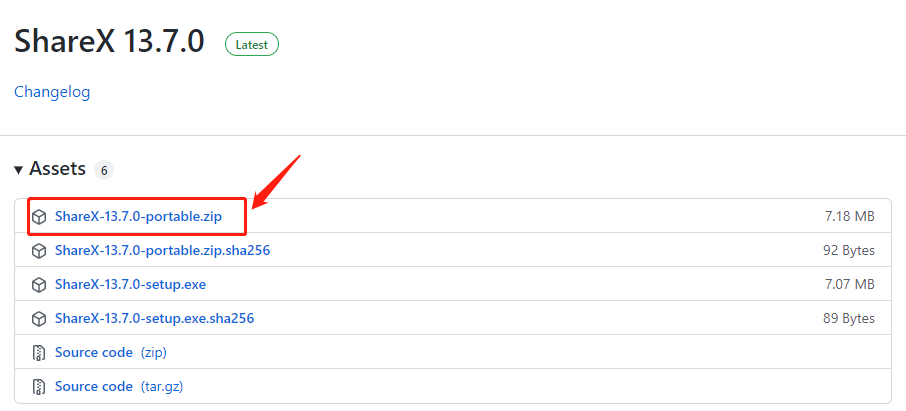 ShareX 13.7.0 Latest
Changelog
Assets 6
ShareX-13.7.0-portable.zip 7.18 MB
ShareX-13.7.0-portable.zip.sha256 92 Bytes
ShareX-13.7.0-setup.exe 7.07 MB
ShareX-13.7.0-setup.exe.sha256 89 Bytes
Source code (zip)
Source code (tar.gz)